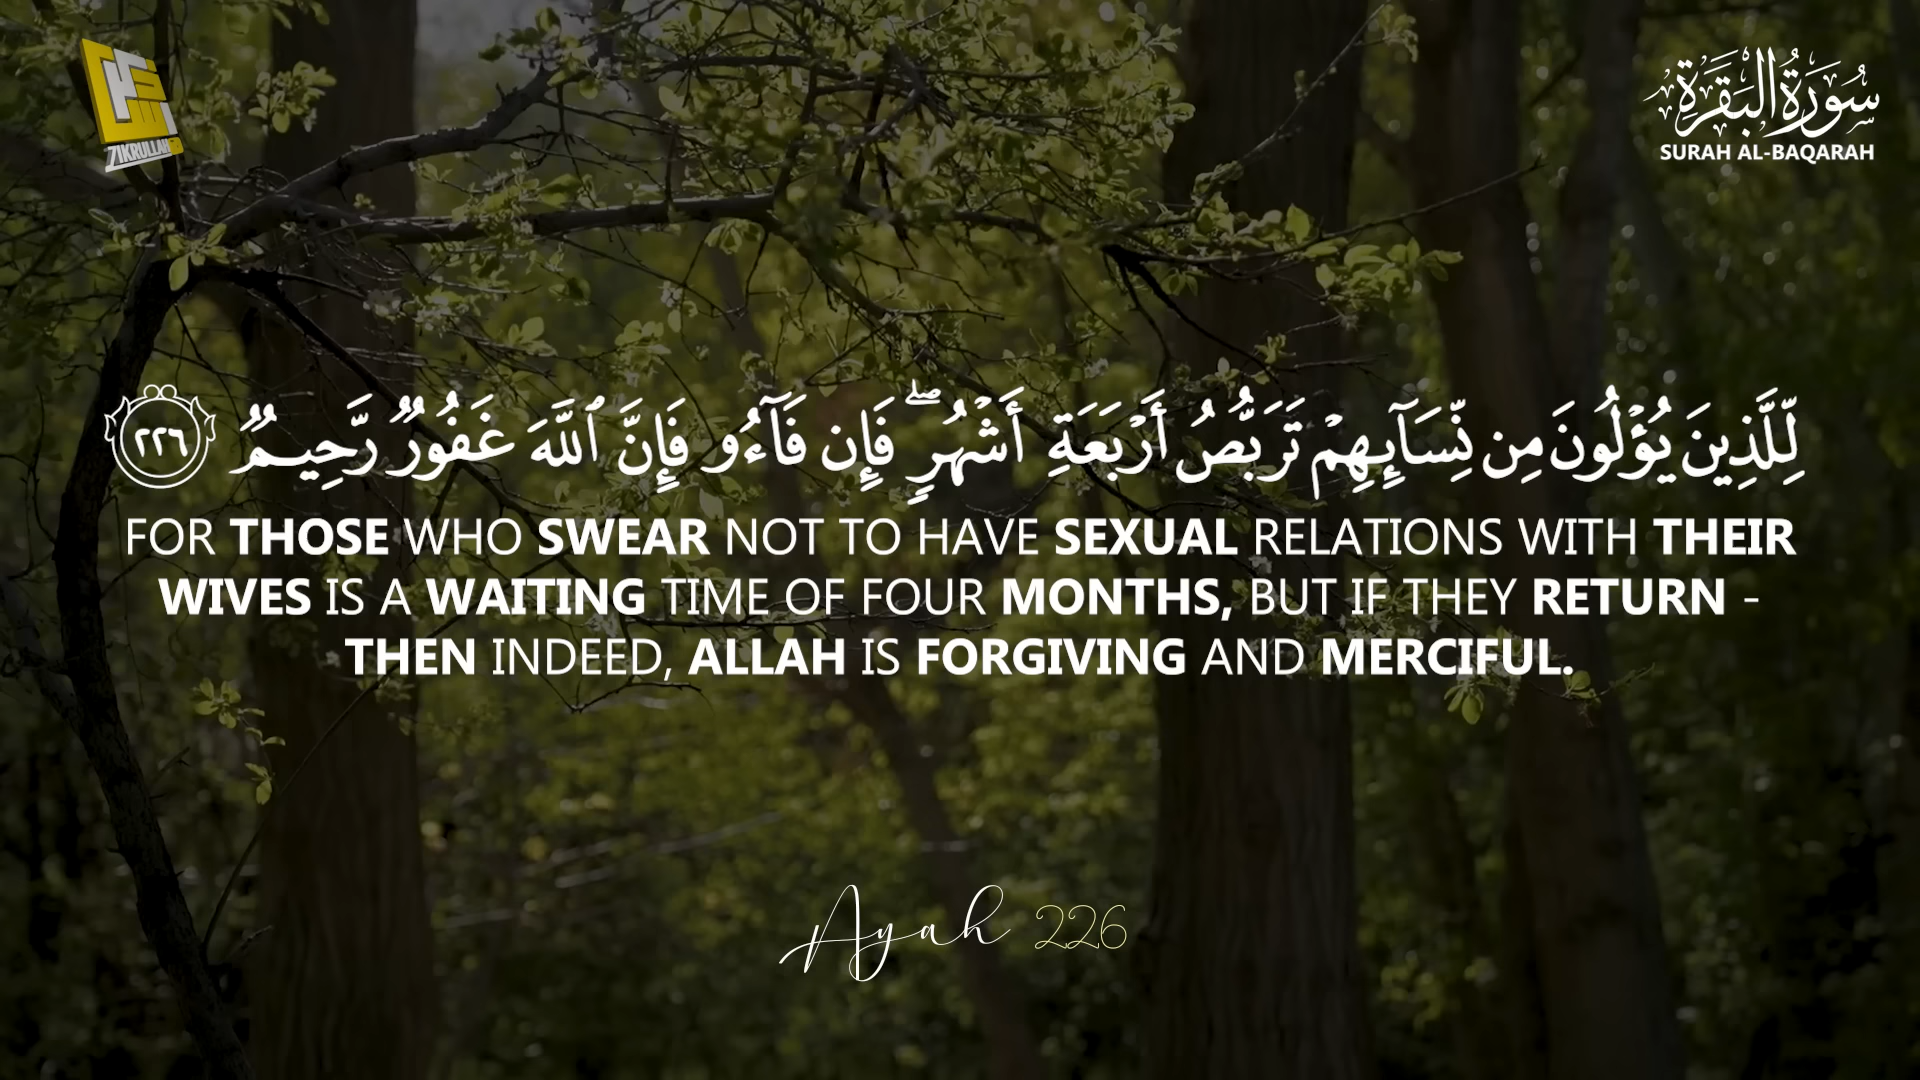 ZIKRULLAH
سُورَةُ البَقَرَةِ
SURAH AL-BAQARAH
لِّلَّذِينَ يُؤْلُونَ مِن نِّسَآئِهِمْ تَرَبُّصُ أَرْبَعَةِ أَشْهُرٍۖ فَإِن فَآءُو فَإِنَّ ٱللَّهَ غَفُورٌ رَّحِيمٌ ٢٢٦
FOR THOSE WHO SWEAR NOT TO HAVE SEXUAL RELATIONS WITH THEIR
WIVES IS A WAITING TIME OF FOUR MONTHS, BUT IF THEY RETURN -
THEN INDEED, ALLAH IS FORGIVING AND MERCIFUL.
Ayah 226